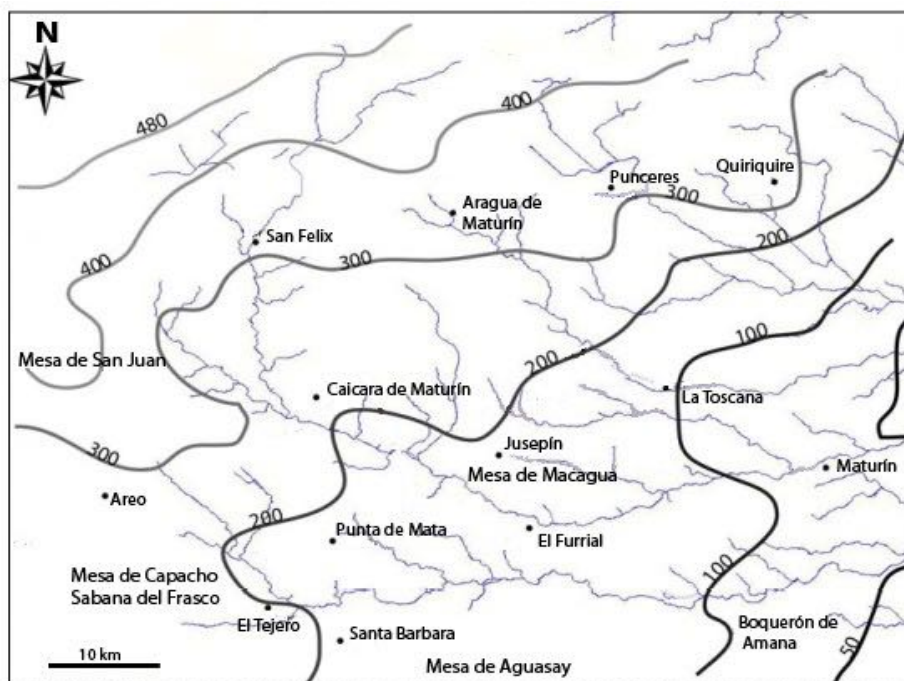 N
480
400
Quiriquire
Punceres
300
Aragua de
Maturín
San Felix
200
300
400
100
Mesa de San Juan
200
Caicara de Maturín
La Toscana
Jusepín
300
Mesa de Macagua
Maturín
Areo
200
Punta de Mata
El Furrial
Mesa de Capacho
Sabana del Frasco
100
El Tejero
Boquerón de
Amana
Santa Barbara
50
10 km
Mesa de Aguasay